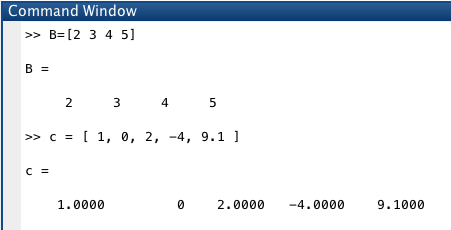 Command Window
>> B=[2 3 4 5]
B =
2 3 4 5
>> c = [ 1, 0, 2, -4, 9.1 ]
c =
1.0000 0 2.0000 -4.0000 9.1000